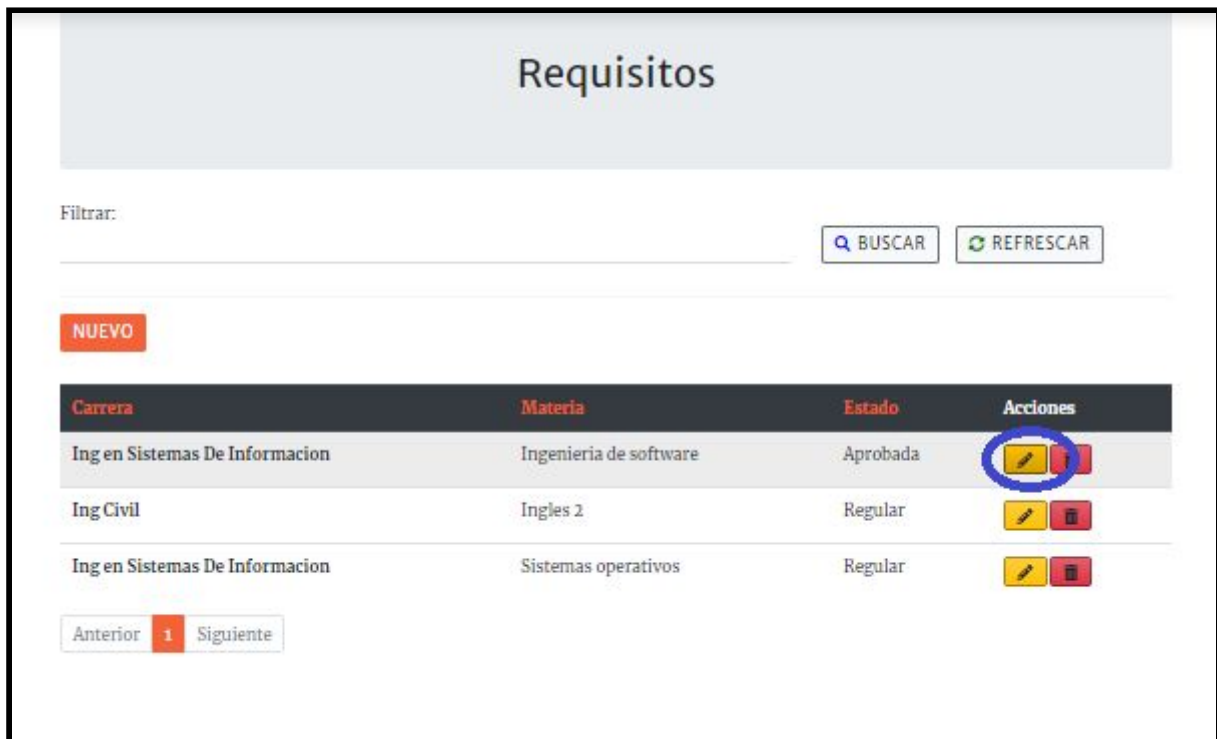 Requisitos
Filtrar:
BUSCAR REFRESCAR
NUEVO
Carrera Materia Estado Acciones
Ing en Sistemas De Informacion Ingenieria de software Aprobada
Ing Civil Ingles 2 Regular
Ing en Sistemas De Informacion Sistemas operativos Regular
Anterior 1 Siguiente